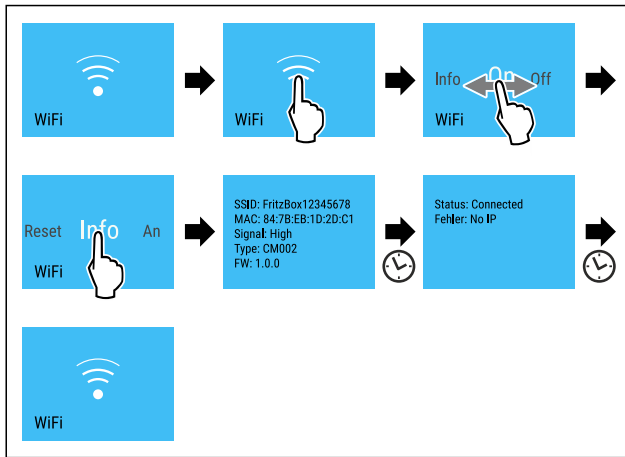 WiFi
WiFi
Info On Off
WiFi
Reset Info An
WiFi
SSID: FritzBox12345678
MAC: 84:7B:EB:1D:2D:C1
Signal: High
Type: CM002
FW: 1.0.0
Status: Connected
Fehler: No IP
WiFi